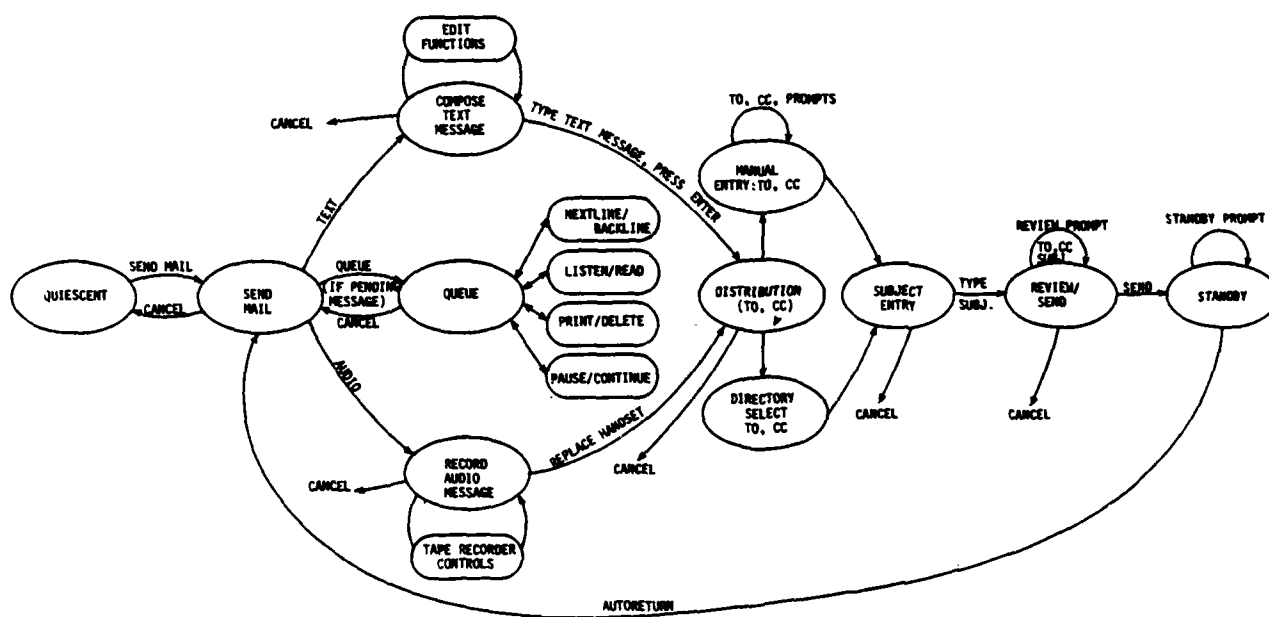 EDIT
FUNCTIONS
COMPOSE
TEXT
MESSAGE
CANCEL
TYPE TEXT MESSAGE, PRESS ENTER
TO, CC, PROMPTS
MANUAL
ENTRY:TO, CC
TEXT
NEXTLINE/
BACKLINE
REVIEW PROMPT
TO,CC
SUBJ
STANDBY PROMPT
QUIESCENT
SEND MAIL
CANCEL
SEND
MAIL
QUEUE
(IF PENDING
MESSAGE)
CANCEL
QUEUE
LISTEN/READ
PRINT/DELETE
PAUSE/CONTINUE
DISTRIBUTION
(TO, CC)
SUBJECT
ENTRY
TYPE
SUBJ.
REVIEW/
SEND
SEND
STANDBY
AUDIO
DIRECTORY
SELECT
TO, CC
CANCEL
CANCEL
REPLACE HANDSET
CANCEL
RECORD
AUDIO
MESSAGE
CANCEL
TAPE RECORDER
CONTROLS
AUTORETURN